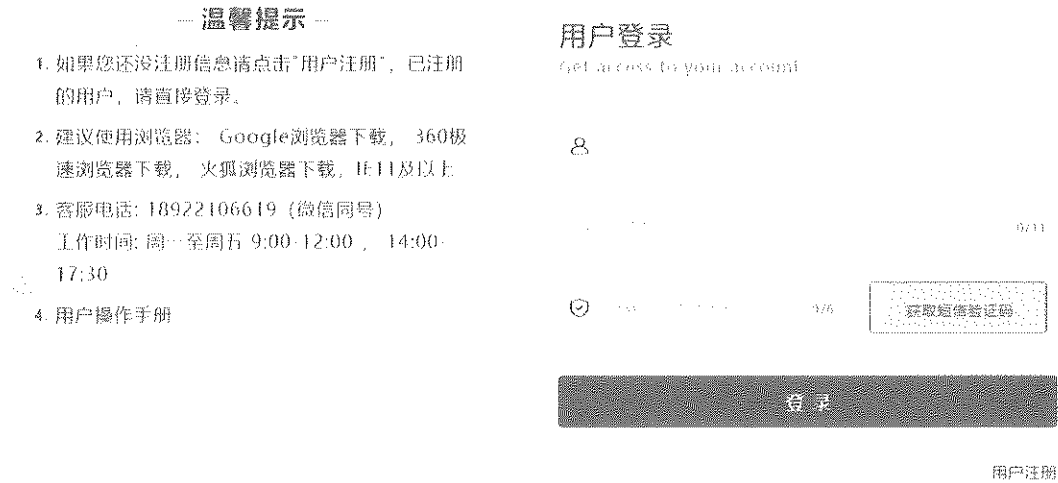 温馨提示
1. 如果您还没注册信息请点击"用户注册"，已注册
的用户，请直接登录。
2. 建议使用浏览器： Google浏览器下载， 360极
速浏览器下载， 火狐浏览器下载，IE11及以上
3. 客服电话: 18922106619 (微信同号)
工作时间: 周一至周五 9:00-12:00 ， 14:00-
17:30
4. 用户操作手册
用户登录
Get access to your account
0/11
0/6
获取短信验证码
登录
用户注册